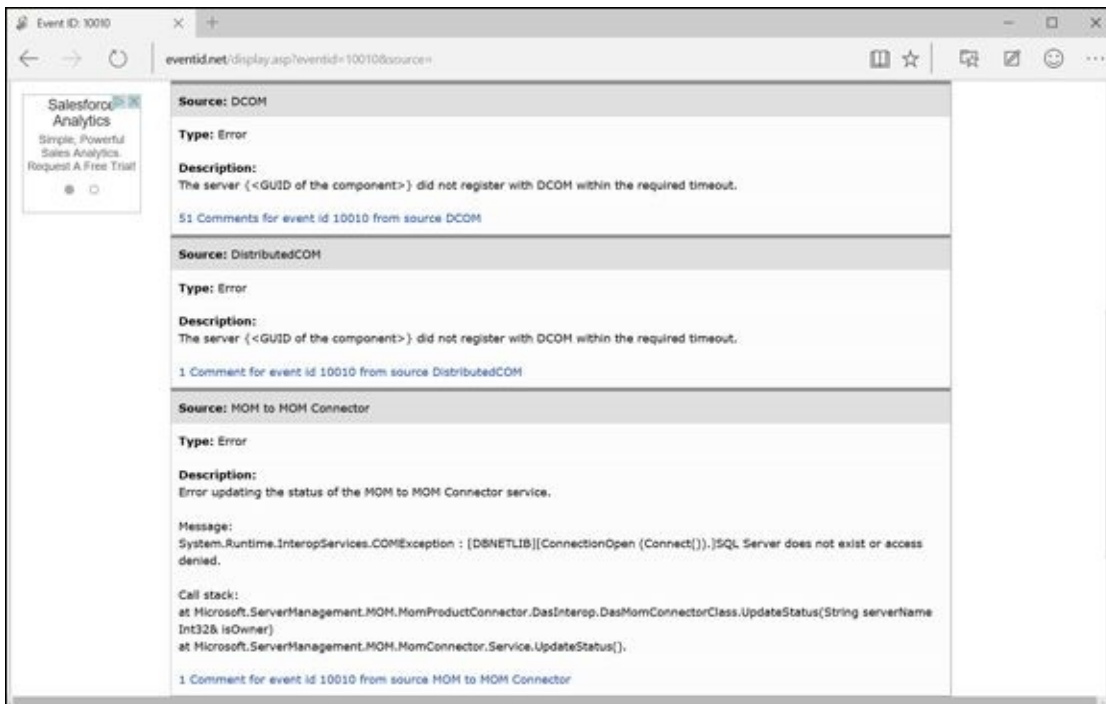 Event ID: 10010
eventid.net/display.asp?eventid=10010&source=
Salesforce
Analytics
Simple, Powerful
Sales Analytics.
Request A Free Trial!
Source: DCOM
Type: Error
Description:
The server {<GUID of the component>} did not register with DCOM within the required timeout.
51 Comments for event id 10010 from source DCOM
Source: DistributedCOM
Type: Error
Description:
The server {<GUID of the component>} did not register with DCOM within the required timeout.
1 Comment for event id 10010 from source DistributedCOM
Source: MOM to MOM Connector
Type: Error
Description:
Error updating the status of the MOM to MOM Connector service.
Message:
System.Runtime.InteropServices.COMException : [DBNETLIB][ConnectionOpen (Connect()).]SQL Server does not exist or access
denied.
Call stack:
at Microsoft.ServerManagement.MOM.MomProductConnector.DasInterop.DasMomConnectorClass.UpdateStatus(String serverName
Int32& isOwner)
at Microsoft.ServerManagement.MOM.MomConnector.Service.UpdateStatus().
1 Comment for event id 10010 from source MOM to MOM Connector